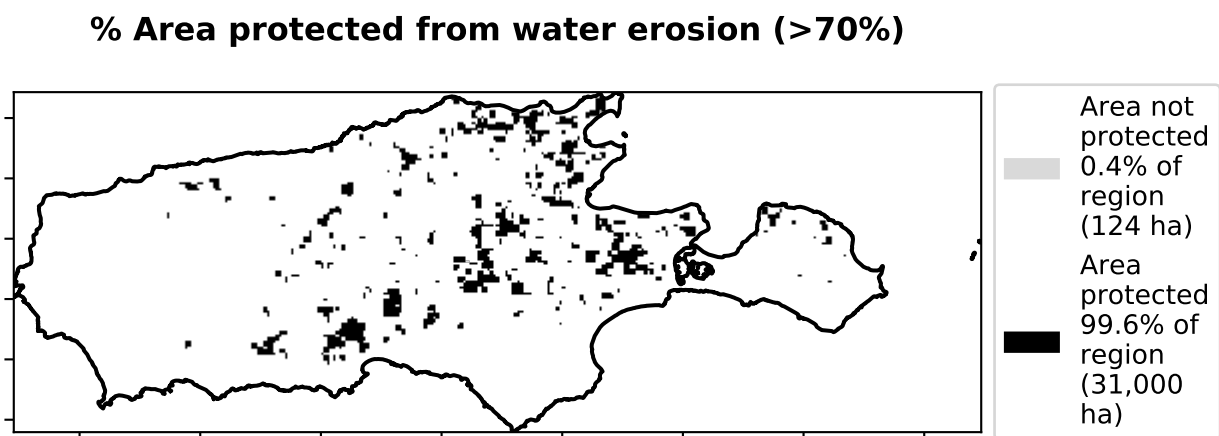 % Area protected from water erosion (>70%)
Area not
protected
0.4% of
region
(124 ha)
Area
protected
99.6% of
region
(31,000
ha)